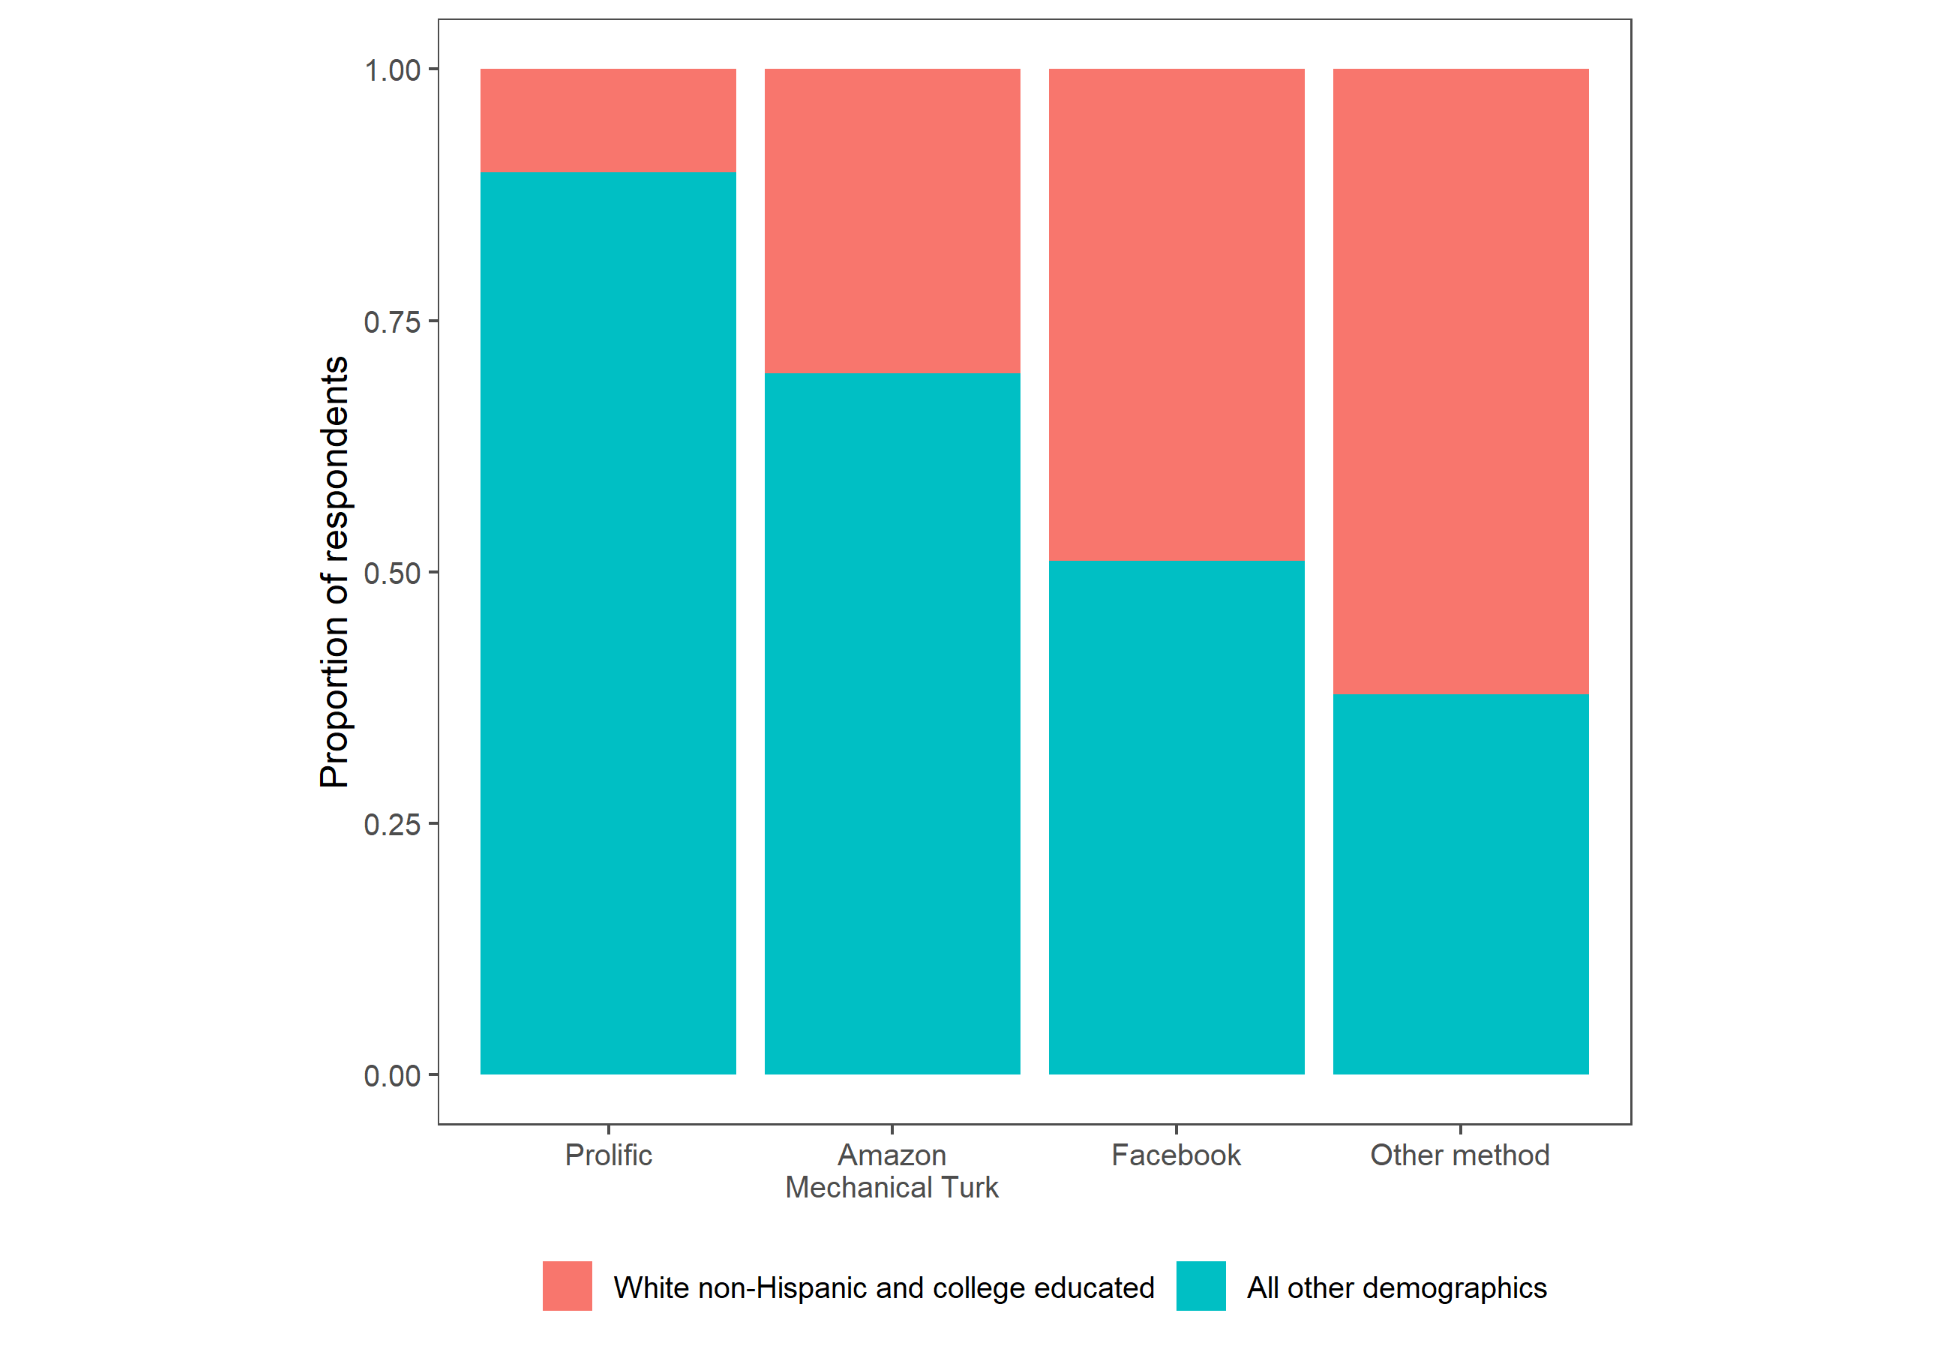 Proportion of respondents
1.00
0.75
0.50
0.25
0.00
Prolific
Amazon
Mechanical Turk
Facebook
Other method
White non-Hispanic and college educated
All other demographics